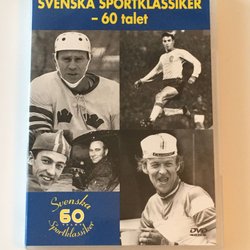 SVENSKA SPORTKLASSIKER
– 60 talet
Svenska
60
Sportklassiker
DVD